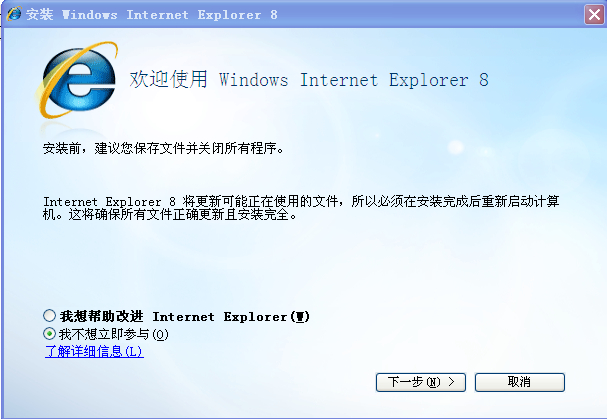 安装 Windows Internet Explorer 8
欢迎使用 Windows Internet Explorer 8
安装前，建议您保存文件并关闭所有程序。
Internet Explorer 8 将更新可能正在使用的文件，所以必须在安装完成后重新启动计算
机。这将确保所有文件正确更新且安装完全。
我想帮助改进 Internet Explorer(W)
我不想立即参与(O)
了解详细信息(L)
下一步(N) > 取消